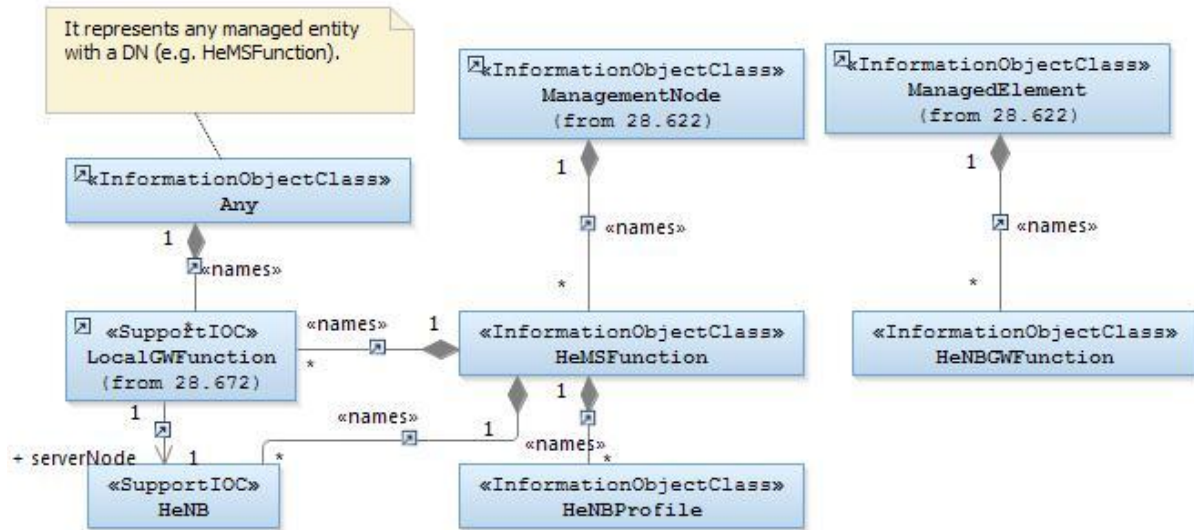 It represents any managed entity
with a DN (e.g. HeMSFunction).
«InformationObjectClass»
ManagementNode
(from 28.622)
«InformationObjectClass»
ManagedElement
(from 28.622)
«InformationObjectClass»
Any
1
«names»
*
1
«names»
*
1
«names»
*
«SupportIOC»
LocalGWFunction
(from 28.672)
«names»
1
*
«InformationObjectClass»
HeMSFunction
«InformationObjectClass»
HeNBGWFunction
1
+ serverNode
1
«names»
1
*
1
«names»
*
«SupportIOC»
HeNB
«InformationObjectClass»
HeNBProfile